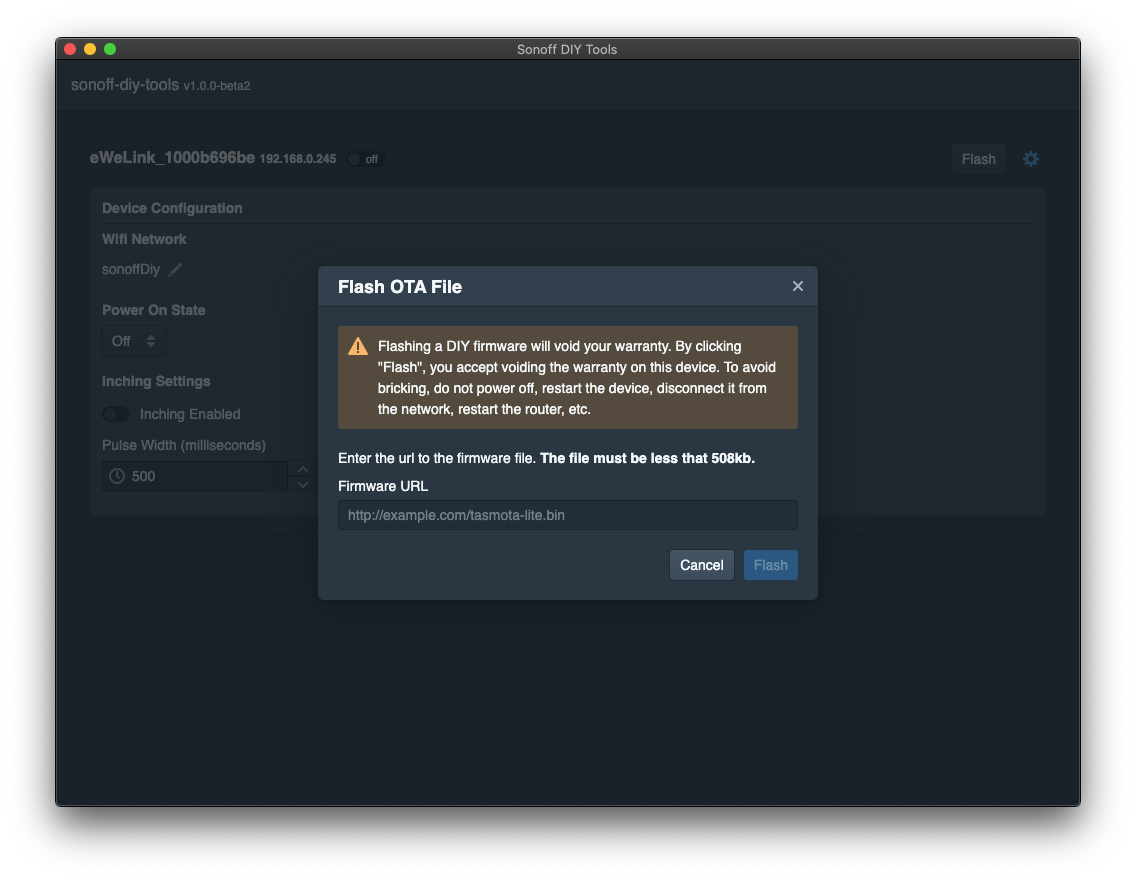 Sonoff DIY Tools
sonoff-diy-tools v1.0.0-beta2
eWeLink_1000b696be 192.168.0.245 off
Flash
Device Configuration
Wifi Network
sonoffDiy
Power On State
Off
Inching Settings
Inching Enabled
Pulse Width (milliseconds)
500
Flash OTA File
Flashing a DIY firmware will void your warranty. By clicking
"Flash", you accept voiding the warranty on this device. To avoid
bricking, do not power off, restart the device, disconnect it from
the network, restart the router, etc.
Enter the url to the firmware file. The file must be less that 508kb.
Firmware URL
http://example.com/tasmota-lite.bin
Cancel
Flash